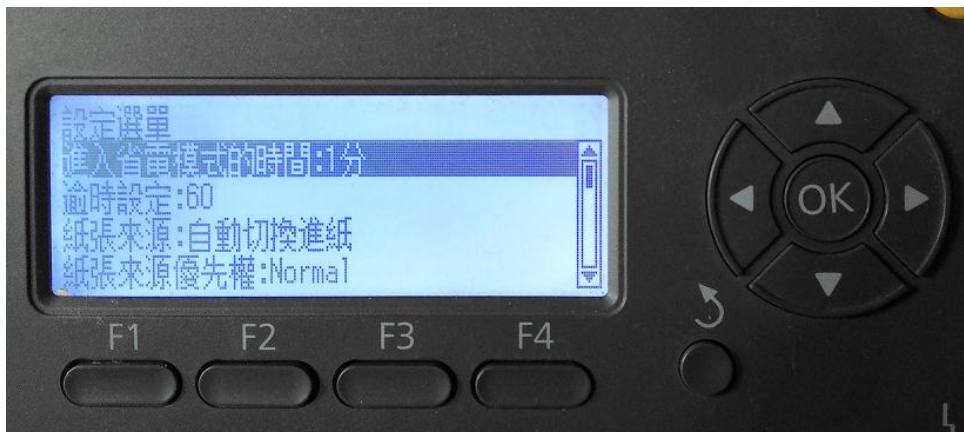 設定選單
進入省電模式的時間:1分
逾時設定:60
紙張來源:自動切換進紙
紙張來源優先權:Normal
OK
F1 F2 F3 F4